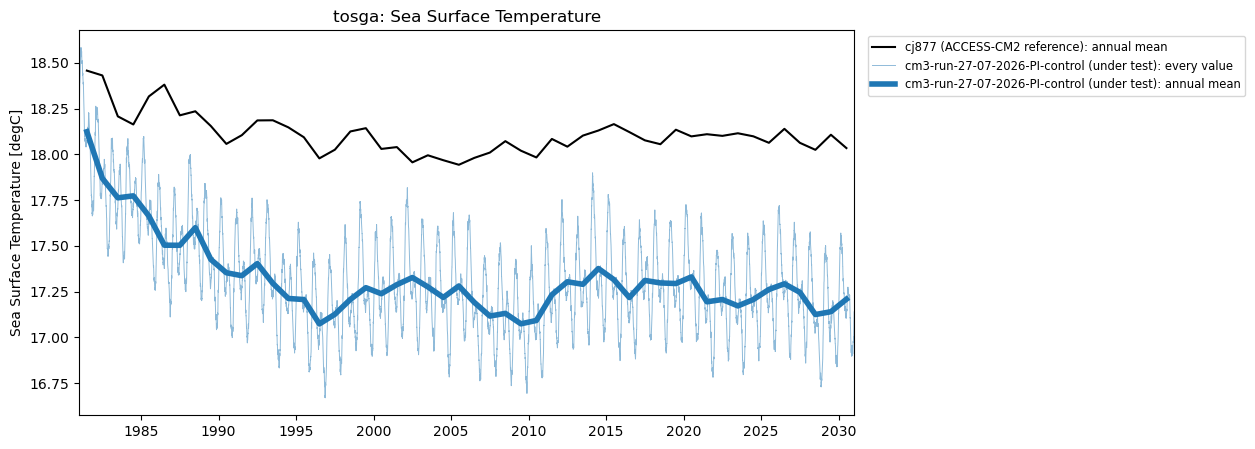 tosga: Sea Surface Temperature
cj877 (ACCESS-CM2 reference): annual mean
cm3-run-27-07-2026-PI-control (under test): every value
cm3-run-27-07-2026-PI-control (under test): annual mean
Sea Surface Temperature [degC]
18.50
18.25
18.00
17.75
17.50
17.25
17.00
16.75
1985 1990 1995 2000 2005 2010 2015 2020 2025 2030